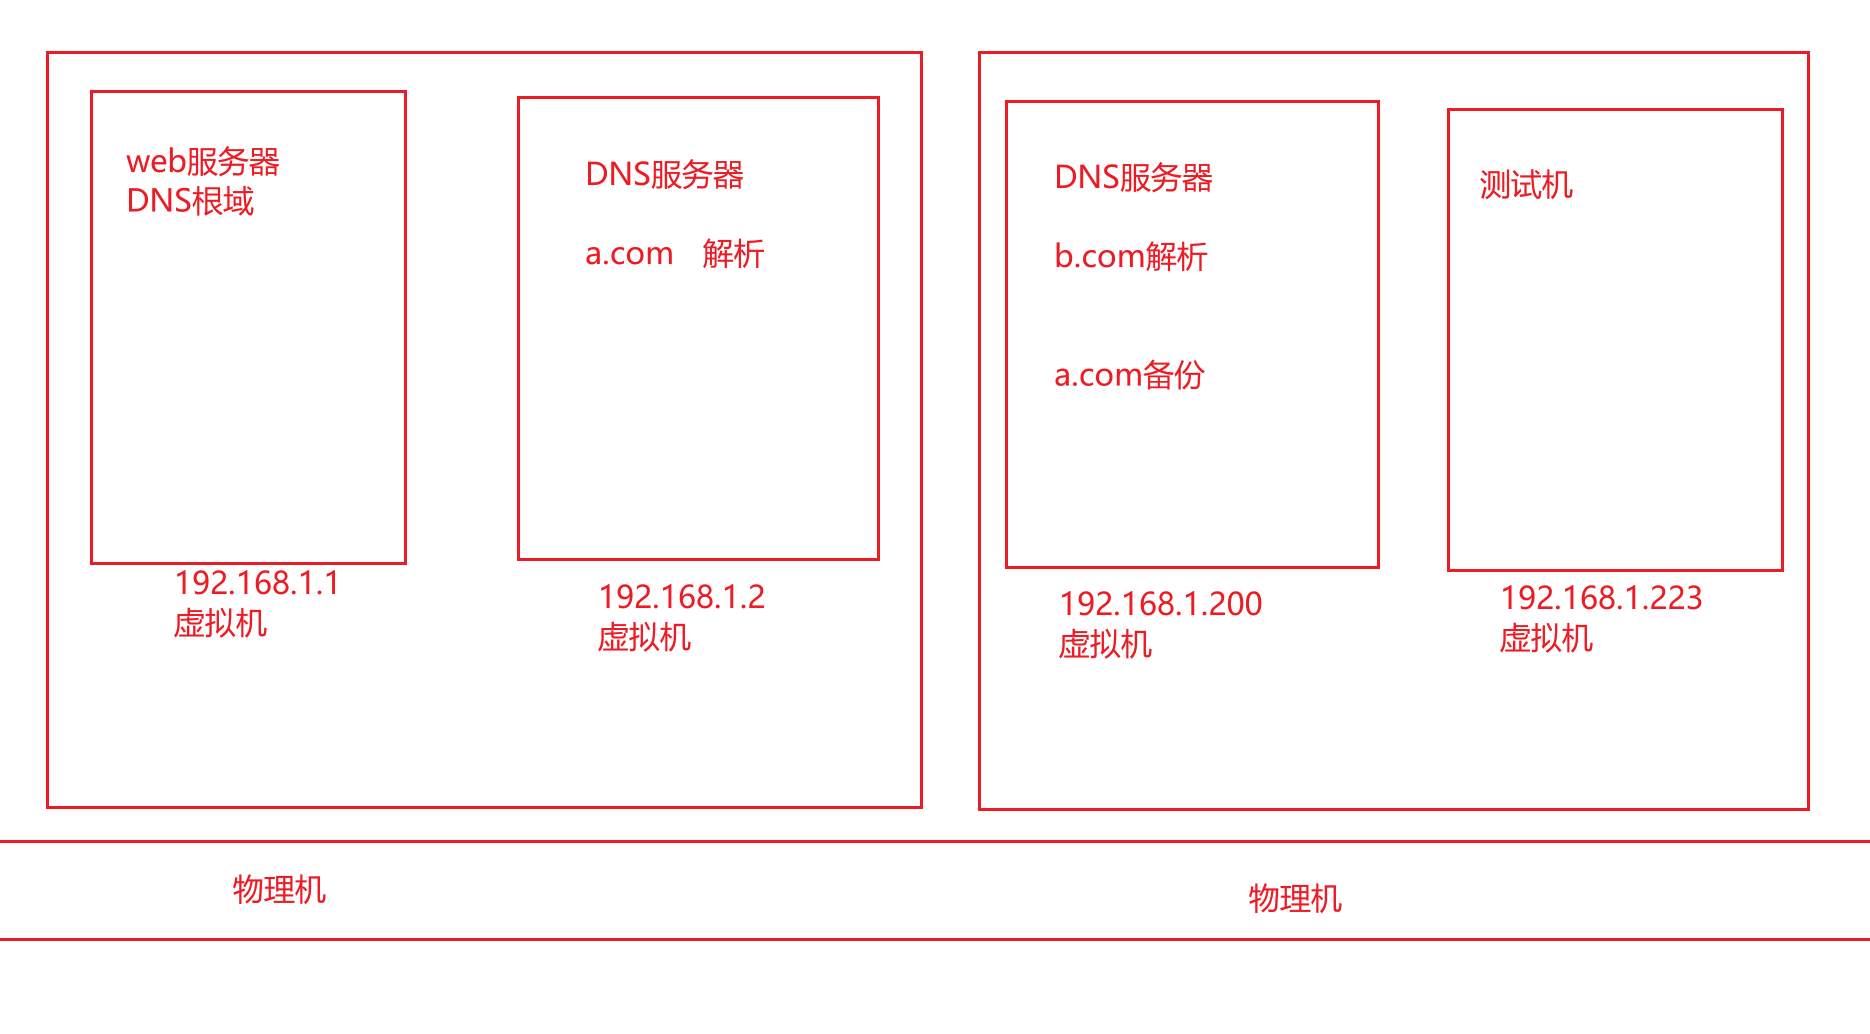 web服务器
DNS根域
192.168.1.1
虚拟机
DNS服务器
a.com 解析
192.168.1.2
虚拟机
DNS服务器
b.com解析
a.com备份
192.168.1.200
虚拟机
测试机
192.168.1.223
虚拟机
物理机
物理机